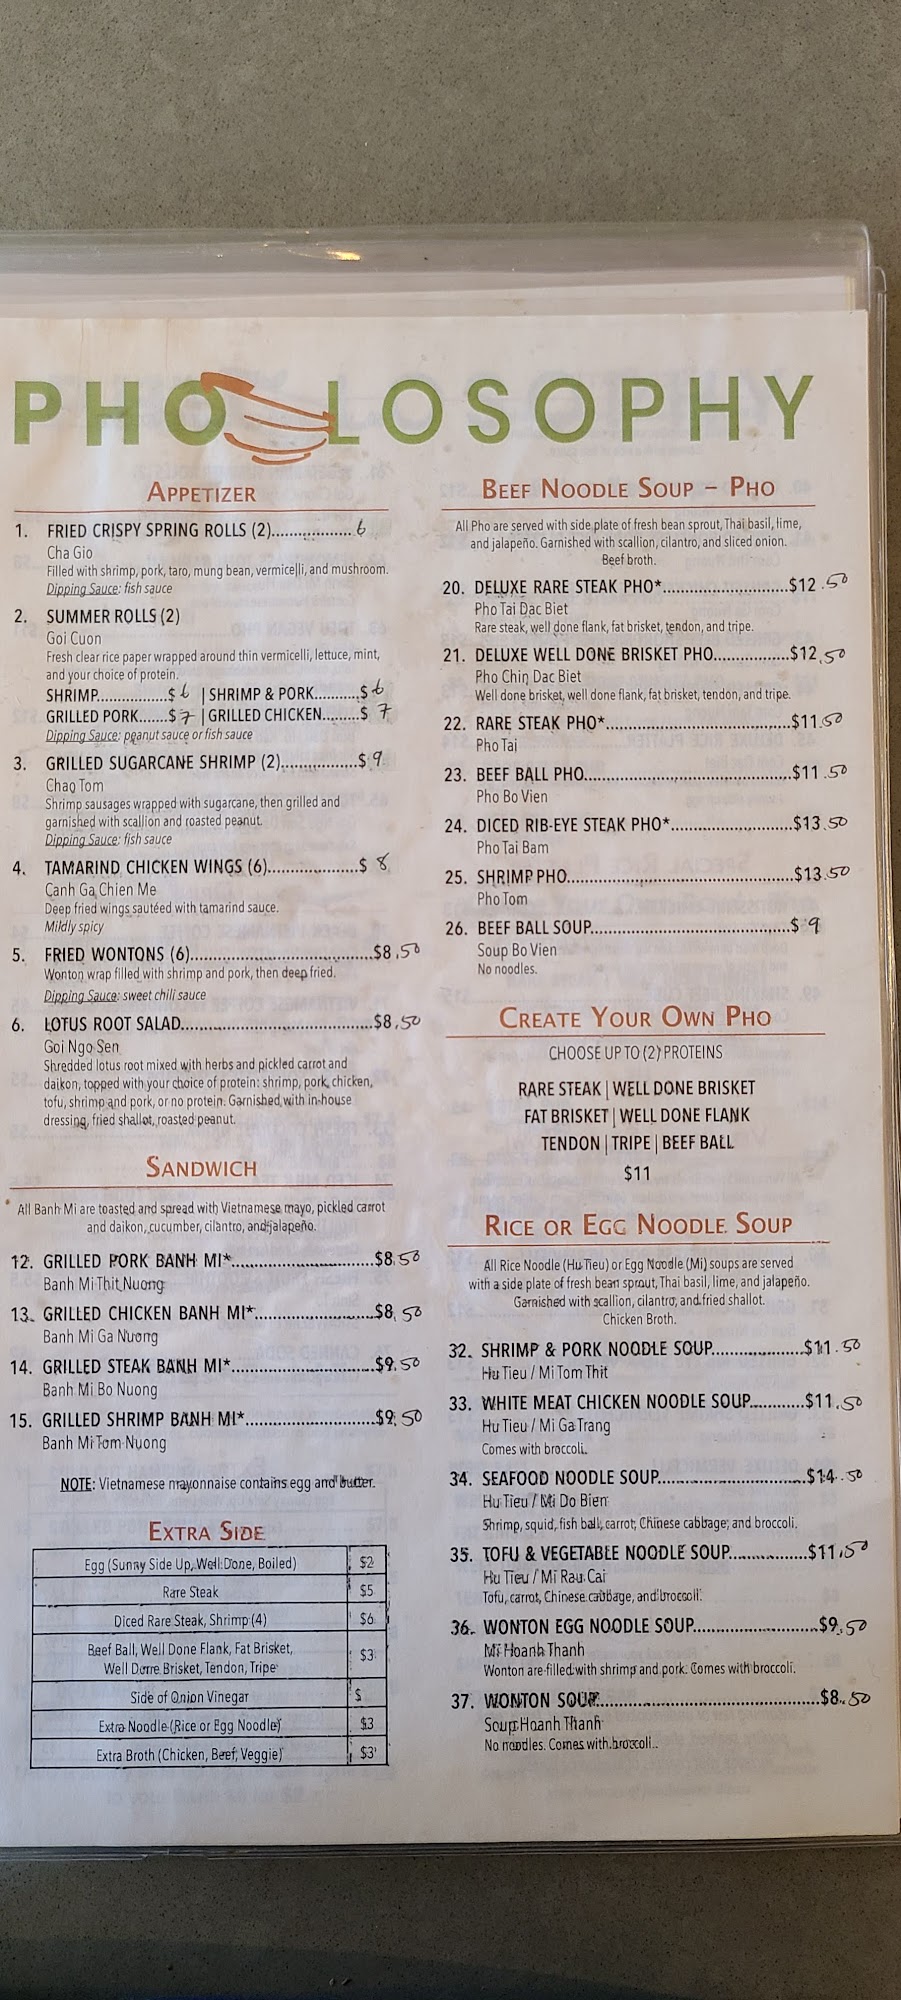 PHOLOSOPHY
APPETIZER
1. FRIED CRISPY SPRING ROLLS (2)..................6
Cha Gio
Filled with shrimp, pork, taro, mung bean, vermicelli, and mushroom.
Dipping Sauce: fish sauce
2. SUMMER ROLLS (2)
Goi Cuon
Fresh clear rice paper wrapped around thin vermicelli, lettuce, mint,
and your choice of protein.
SHRIMP...............$6 | SHRIMP & PORK..........$6
GRILLED PORK.......$7 | GRILLED CHICKEN.........$7
Dipping Sauce: peanut sauce or fish sauce
3. GRILLED SUGARCANE SHRIMP (2)...............$9
Chao Tom
Shrimp sausages wrapped with sugarcane, then grilled and
garnished with scallion and roasted peanut.
Dipping Sauce: fish sauce
4. TAMARIND CHICKEN WINGS (6)....................$8
Canh Ga Chien Me
Deep fried wings sautéed with tamarind sauce.
Mildly spicy
5. FRIED WONTONS (6)........................................$8.50
Wonton wrap filled with shrimp and pork, then deep fried.
Dipping Sauce: sweet chili sauce
6. LOTUS ROOT SALAD..........................................$8.50
Goi Ngo Sen
Shredded lotus root mixed with herbs and pickled carrot and
daikon, topped with your choice of protein: shrimp, pork, chicken,
tofu, shrimp and pork, or no protein. Garnished with in-house
dressing, fried shallot, roasted peanut.
SANDWICH
All Banh Mi are toasted and spread with Vietnamese mayo, pickled carrot
and daikon, cucumber, cilantro, and jalapeño.
12. GRILLED PORK BANH MI*...............................$8.50
Banh Mi Thit Nuong
13. GRILLED CHICKEN BANH MI*..........................$8.50
Banh Mi Ga Nuong
14. GRILLED STEAK BANH MI*...............................$9.50
Banh Mi Bo Nuong
15. GRILLED SHRIMP BANH MI*............................$9.50
Banh Mi Tom Nuong
NOTE: Vietnamese mayonnaise contains egg and butter.
EXTRA SIDE
Egg (Sunny Side Up, Well Done, Boiled) $2
Rare Steak $5
Diced Rare Steak, Shrimp (4) $6
Beef Ball, Well Done Flank, Fat Brisket,
Well Done Brisket, Tendon, Tripe $3
Side of Onion Vinegar $
Extra Noodle (Rice or Egg Noodle) $3
Extra Broth (Chicken, Beef, Veggie) $3
BEEF NOODLE SOUP – PHO
All Pho are served with side plate of fresh bean sprout, Thai basil, lime,
and jalapeño. Garnished with scallion, cilantro, and sliced onion.
Beef broth.
20. DELUXE RARE STEAK PHO*...........................$12.50
Pho Tai Dac Biet
Rare steak, well done flank, fat brisket, tendon, and tripe.
21. DELUXE WELL DONE BRISKET PHO................$12.50
Pho Chin Dac Biet
Well done brisket, well done flank, fat brisket, tendon, and tripe.
22. RARE STEAK PHO*........................................$11.50
Pho Tai
23. BEEF BALL PHO.............................................$11.50
Pho Bo Vien
24. DICED RIB-EYE STEAK PHO*..........................$13.50
Pho Tai Bam
25. SHRIMP PHO.................................................$13.50
Pho Tom
26. BEEF BALL SOUP...........................................$9
Soup Bo Vien
No noodles.
CREATE YOUR OWN PHO
CHOOSE UP TO (2) PROTEINS
RARE STEAK | WELL DONE BRISKET
FAT BRISKET | WELL DONE FLANK
TENDON | TRIPE | BEEF BALL
$11
RICE OR EGG NOODLE SOUP
All Rice Noodle (Hu Tieu) or Egg Noodle (Mi) soups are served
with a side plate of fresh bean sprout, Thai basil, lime, and jalapeño.
Garnished with scallion, cilantro, and fried shallot.
Chicken Broth.
32. SHRIMP & PORK NOODLE SOUP....................$11.50
Hu Tieu / Mi Tom Thit
33. WHITE MEAT CHICKEN NOODLE SOUP............$11.50
Hu Tieu / Mi Ga Trang
Comes with broccoli.
34. SEAFOOD NOODLE SOUP................................$14.50
Hu Tieu / Mi Do Bien
Shrimp, squid, fish ball, carrot, Chinese cabbage, and broccoli.
35. TOFU & VEGETABLE NOODLE SOUP.................$11.50
Hu Tieu / Mi Rau Cai
Tofu, carrot, Chinese cabbage, and broccoli.
36. WONTON EGG NOODLE SOUP...........................$9.50
Mi Hoanh Thanh
Wonton are filled with shrimp and pork. Comes with broccoli.
37. WONTON SOUP................................................$8.50
Soup Hoanh Thanh
No noodles. Comes with broccoli.